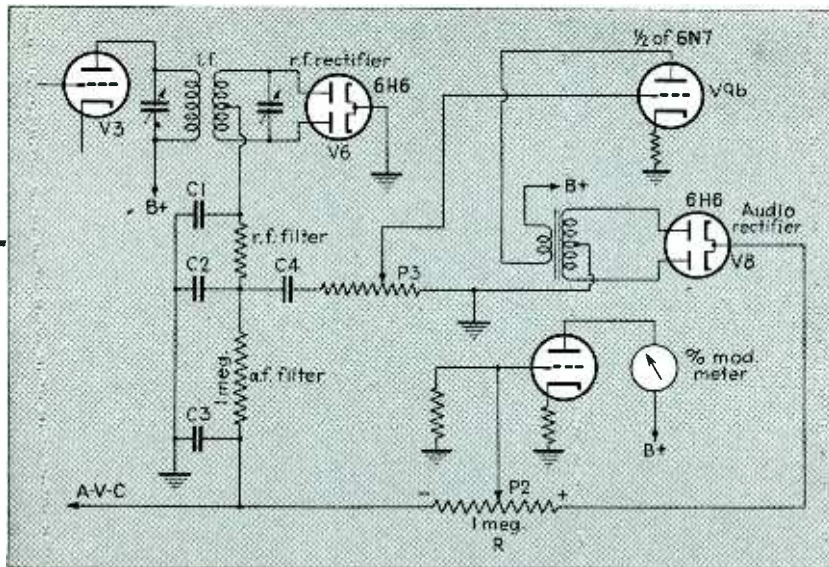 i.f.
r.f. rectifier
6H6
V3
V6
B+
½ of 6N7
V9b
C1
r.f. filter
C2
C4
P3
B+
6H6
Audio
rectifier
V8
1 meg.
a.f. filter
C3
% mod.
meter
B+
A-V-C
-
P2
+
1 meg.
R